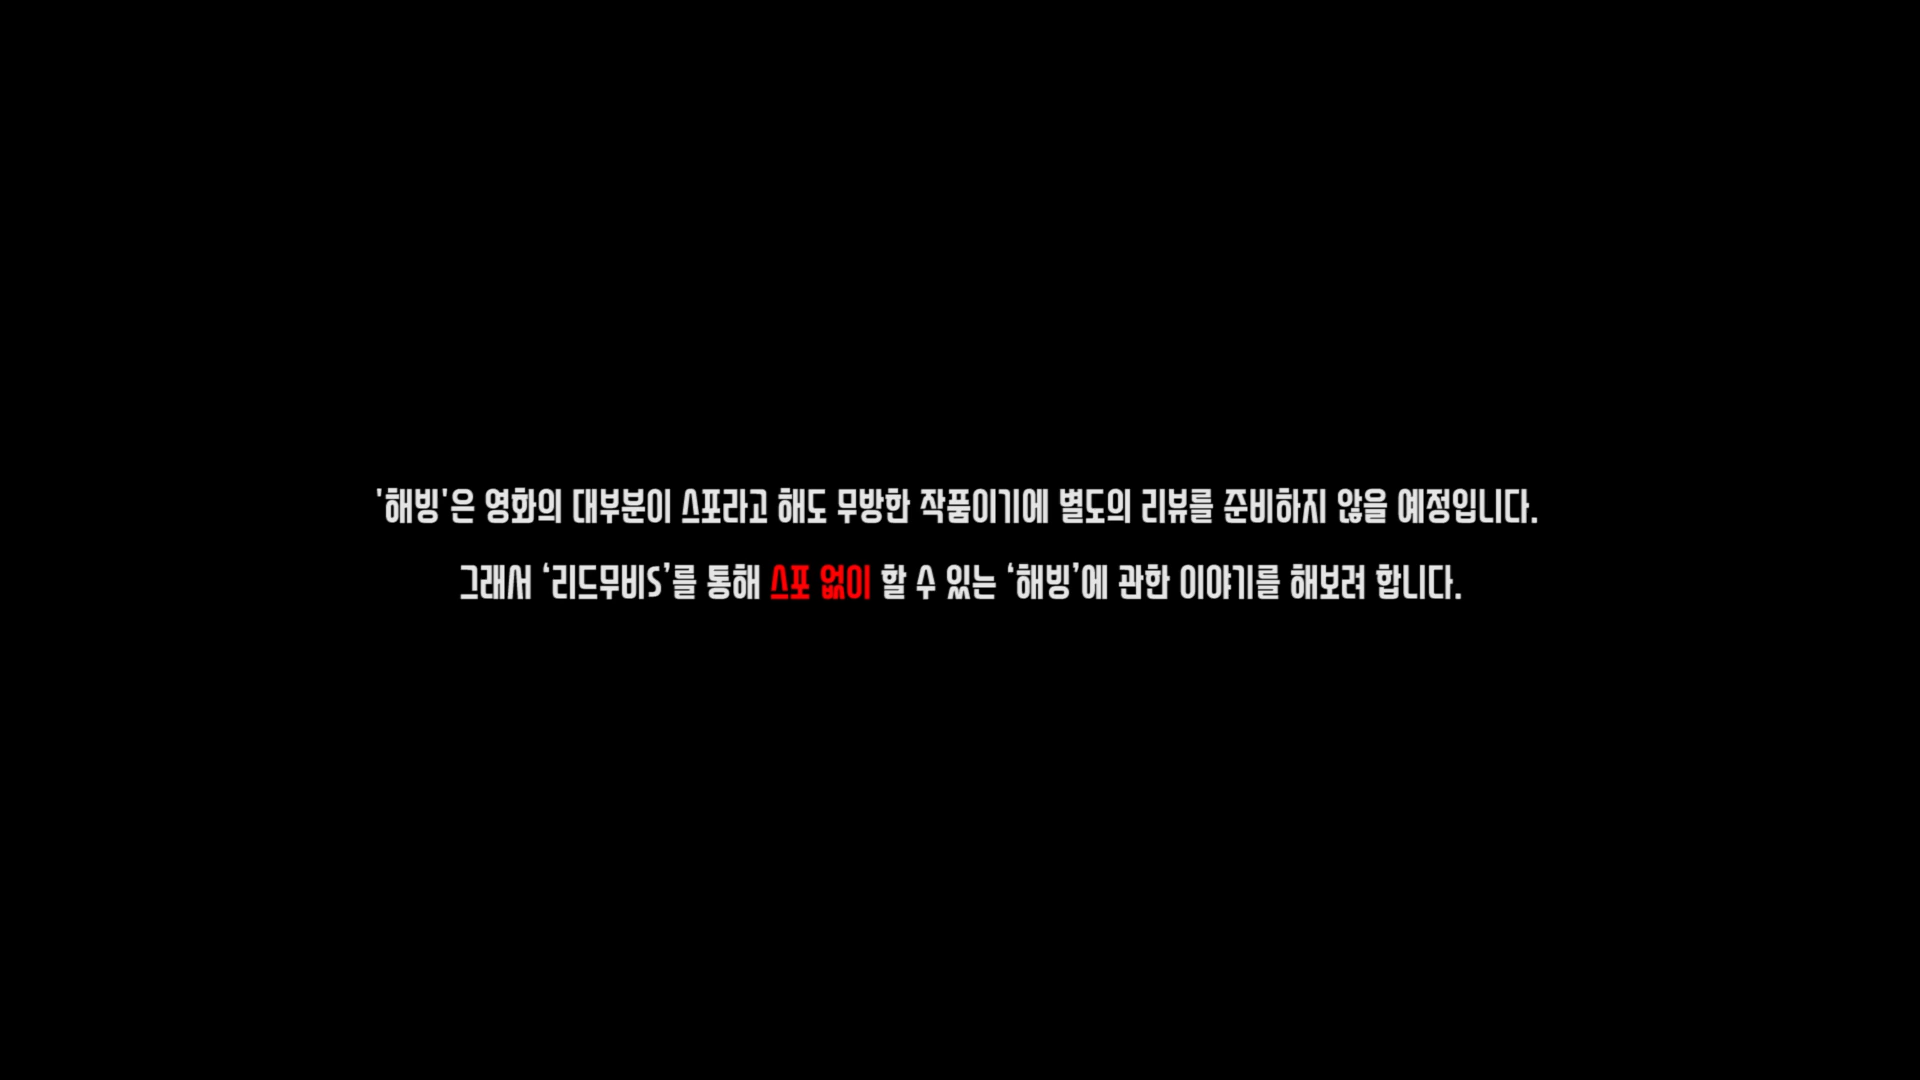 '해빙'은 영화의 대부분이 스포라고 해도 무방한 작품이기에 별도의 리뷰를 준비하지 않을 예정입니다.
그래서 ‘리드무비S’를 통해 스포 없이 할 수 있는 ‘해빙’에 관한 이야기를 해보려 합니다.